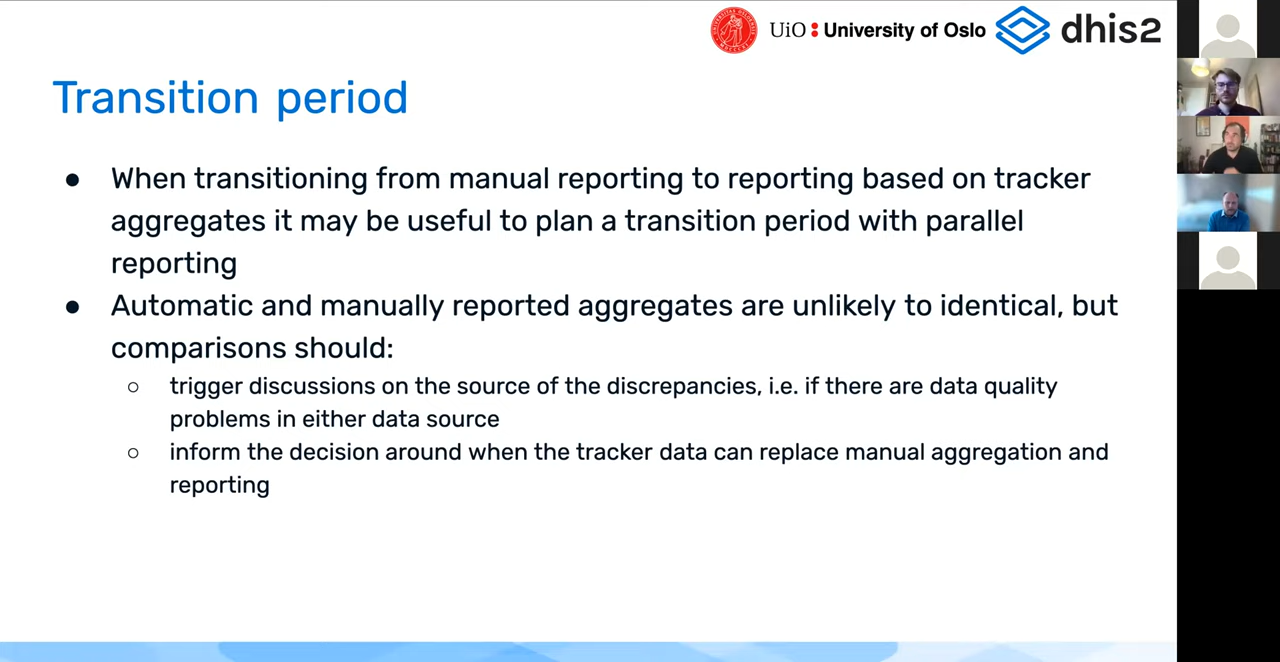 UiO : University of Oslo
dhis2
Transition period
● When transitioning from manual reporting to reporting based on tracker
aggregates it may be useful to plan a transition period with parallel
reporting
● Automatic and manually reported aggregates are unlikely to identical, but
comparisons should:
○ trigger discussions on the source of the discrepancies, i.e. if there are data quality
problems in either data source
○ inform the decision around when the tracker data can replace manual aggregation and
reporting